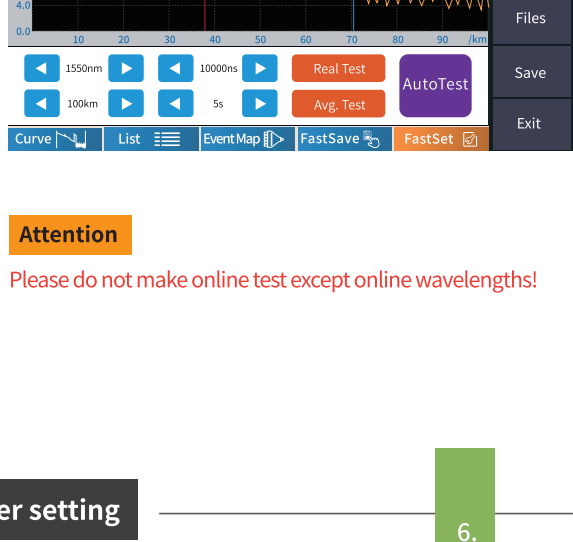 4.0
0.0
10 20 30 40 50 60 70 80 90 /km
Files
1550nm 10000ns Real Test AutoTest Save
100km 5s Avg. Test
Exit
Curve List EventMap FastSave FastSet
Attention
Please do not make online test except online wavelengths!
er setting
6.